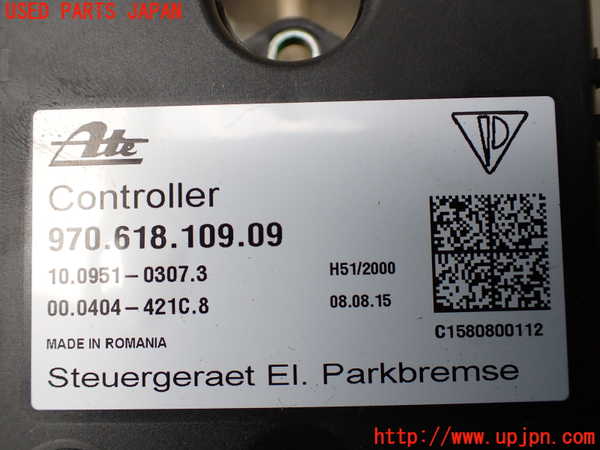 USED PARTS JAPAN
Ate
Controller
970.618.109.09
10.0951-0307.3
H51/2000
00.0404-421C.8
08.08.15
C1580800112
MADE IN ROMANIA
Steuergeraet El. Parkbremse
http://www.upjpn.com/